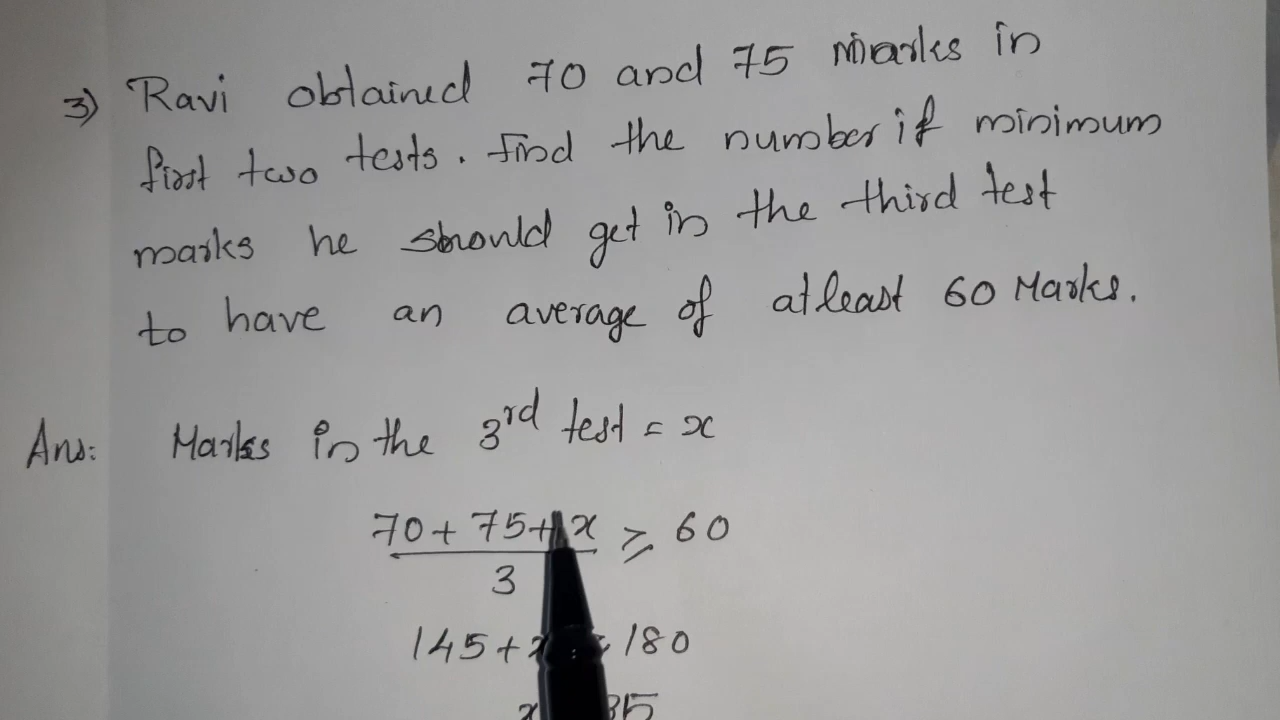 3) Ravi obtained 70 and 75 marks in
first two tests. find the number if minimum
marks he should get in the third test
to have an average of atleast 60 Marks.
Ans: Marks in the 3rd test = x
70 + 75 + x ≥ 60
3
145 + 180
35